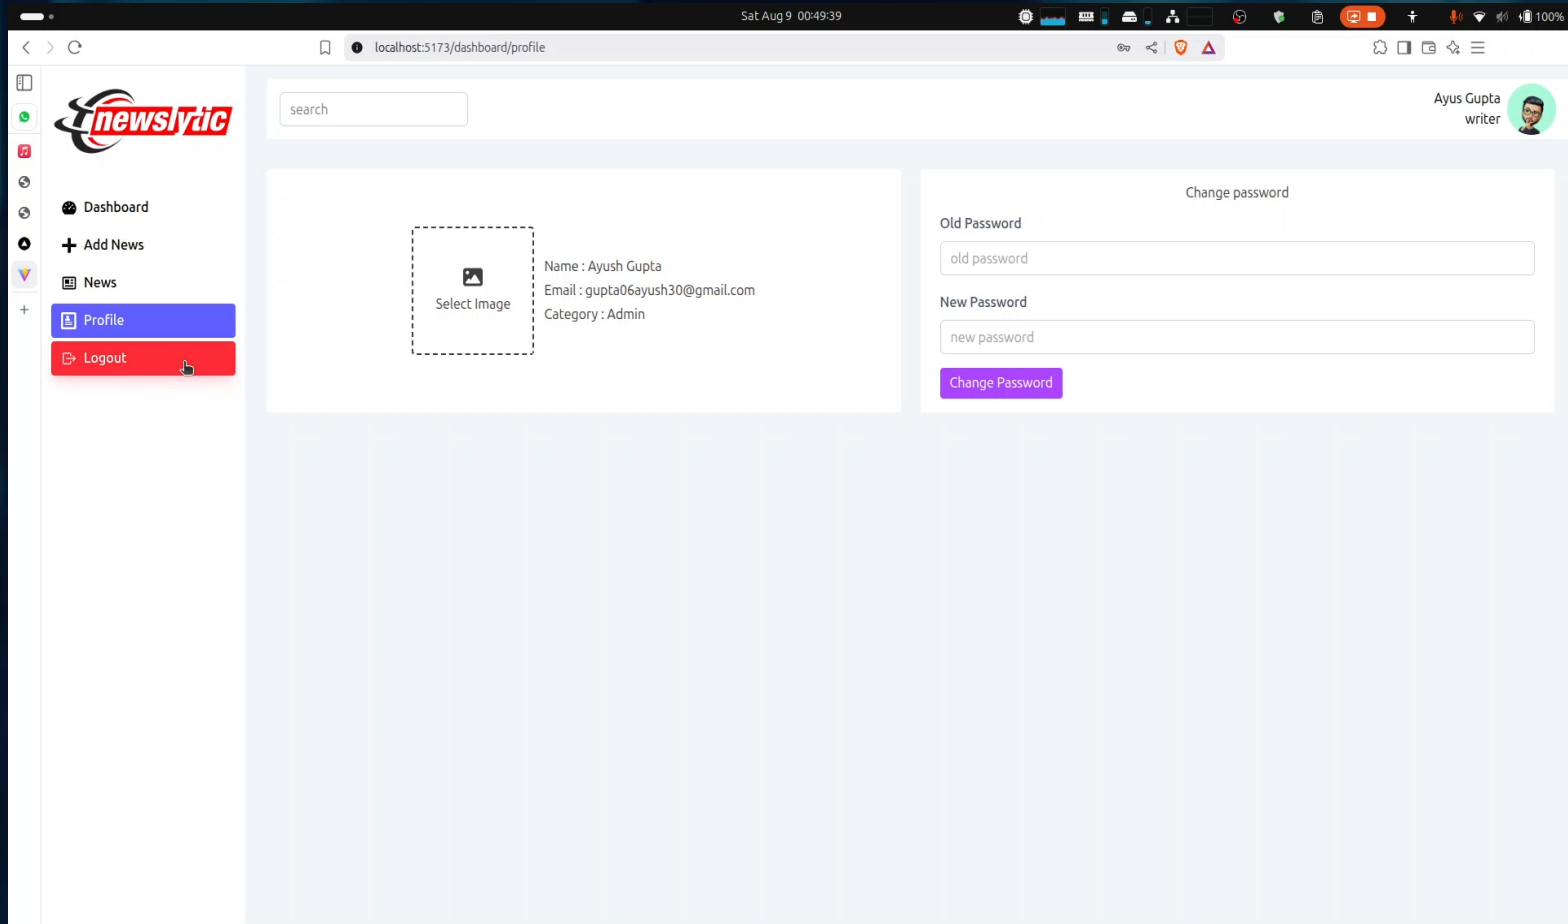 Sat Aug 9 00:49:39
100%
localhost:5173/dashboard/profile
newslytic
search
Ayus Gupta
writer
Dashboard
Add News
News
Profile
Logout
Select Image
Name : Ayush Gupta
Email : gupta06ayush30@gmail.com
Category : Admin
Change password
Old Password
old password
New Password
new password
Change Password